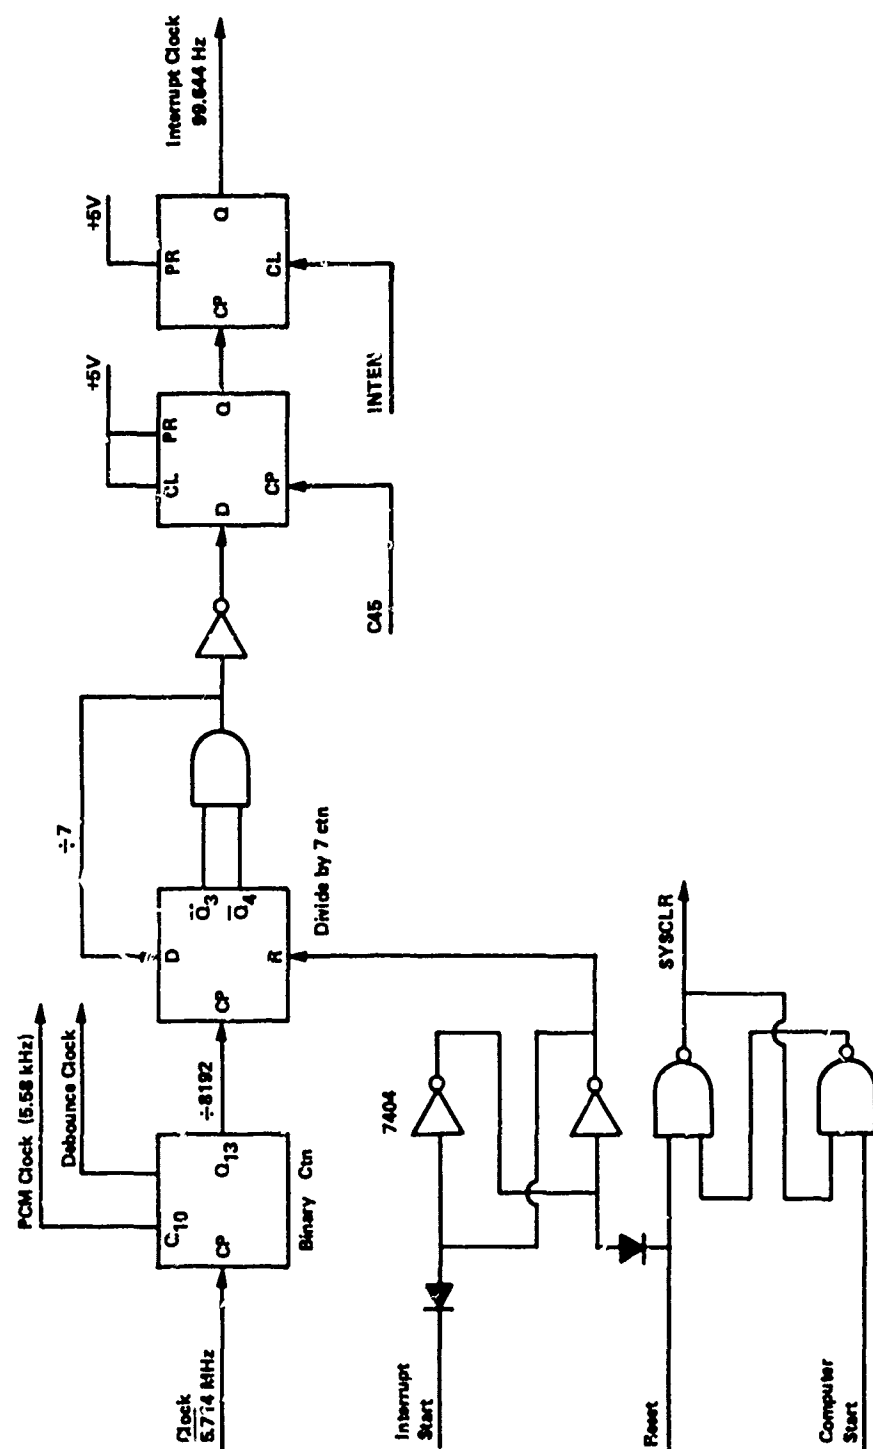 Clock
5.714 MHz
CP
C10
Q13
Binary Ctn
PCM Clock (5.58 kHz)
Debounce Clock
÷8192
CP
D
R
Q̅3
Q̅4
Divide by 7 ctn
÷7
D
CL
PR
CP
Q
+5V
C45
CP
PR
CL
Q
+5V
INTEN
Interrupt Clock
99.644 Hz
Interrupt
Start
7404
Reset
Computer
Start
SYSCLR